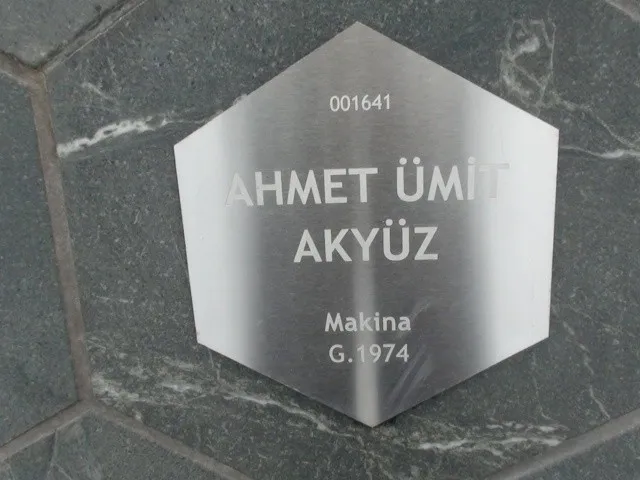 001641
AHMET ÜMİT
AKYÜZ
Makina
G.1974